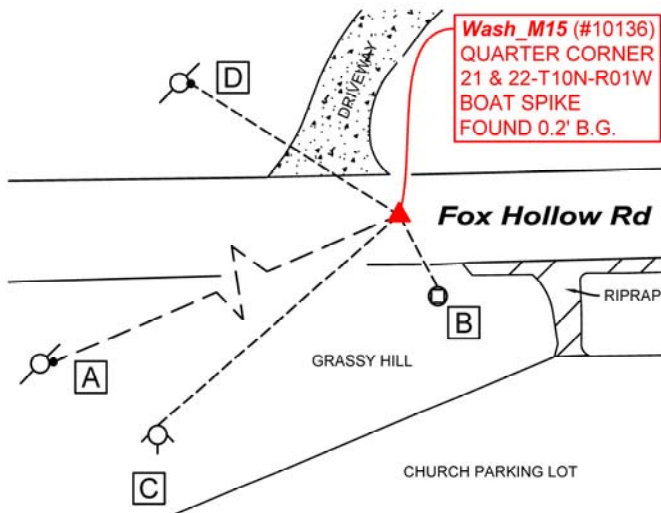 Wash_M15 (#10136)
QUARTER CORNER
21 & 22-T10N-R01W
BOAT SPIKE
FOUND 0.2' B.G.
D
DRIVEWAY
Fox Hollow Rd
RIPRAP
B
A
GRASSY HILL
C
CHURCH PARKING LOT